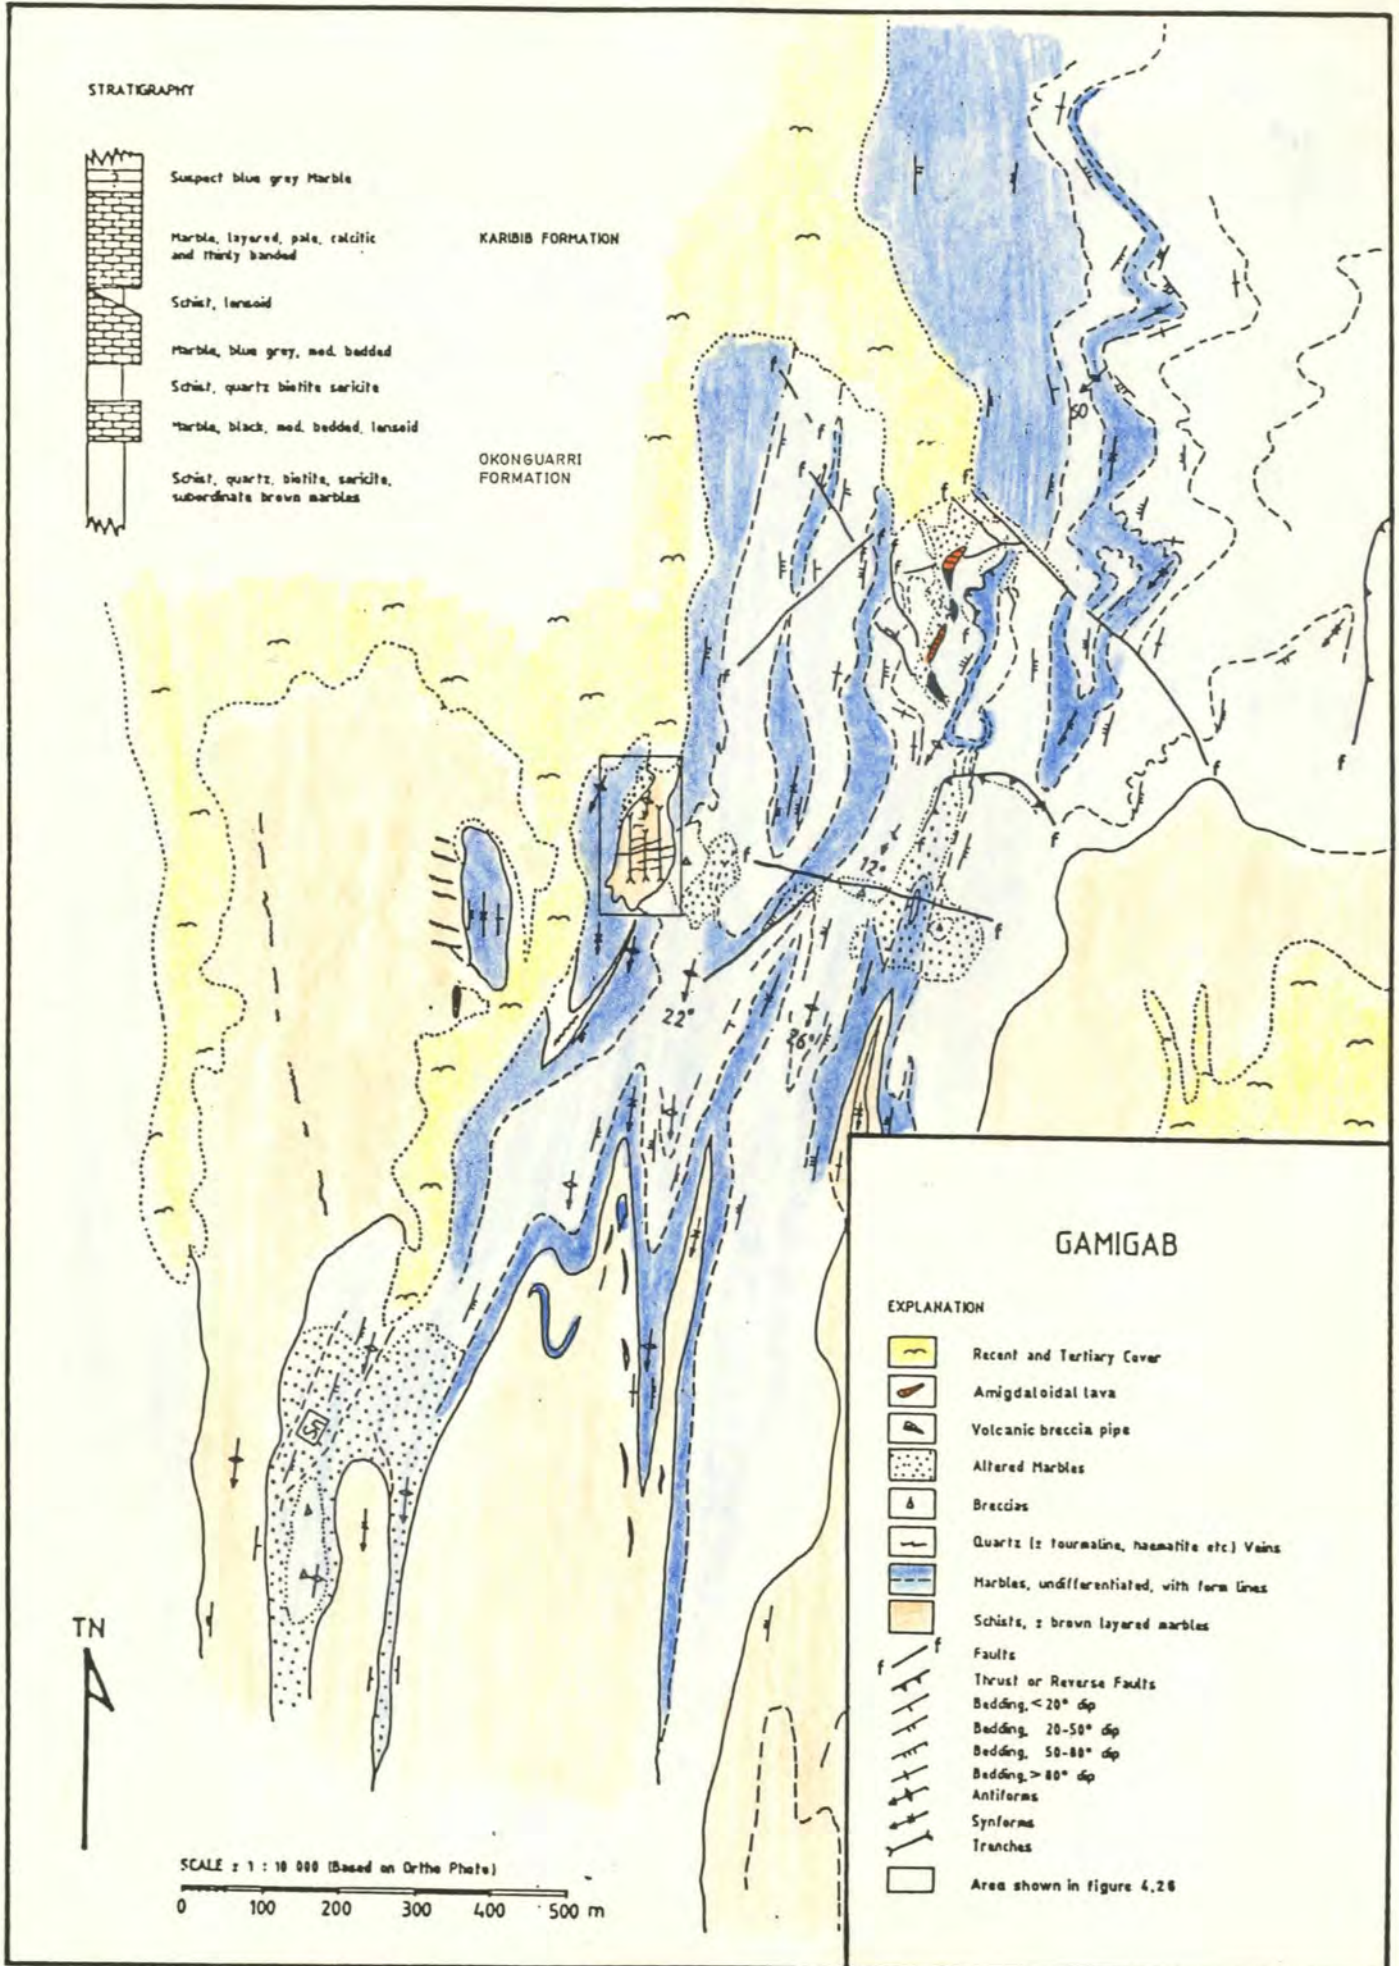 STRATIGRAPHY
Suspect blue grey Marble
Marble, layered, pale, calcitic
and thinly banded
KARIBIB FORMATION
Schist, lensoid
Marble, blue grey, med. bedded
Schist, quartz biotite saricite
Marble, black, med. bedded, lensoid
OKONGUARRI
FORMATION
Schist, quartz, biotite, saricite,
subordinate brown marbles
50
f
f
f
f
f
f
f
f
f
f
f
f
f
12°
22°
26°
TN
SCALE ± 1 : 10 000 (Based on Ortho Photo)
0 100 200 300 400 500 m
GAMIGAB
EXPLANATION
Recent and Tertiary Cover
Amigdaloidal lava
Volcanic breccia pipe
Altered Marbles
Breccias
Quartz (± tourmaline, haematite etc.) Veins
Marbles, undifferentiated, with form lines
Schists, ± brown layered marbles
f f Faults
Thrust or Reverse Faults
Bedding, < 20° dip
Bedding, 20-50° dip
Bedding, 50-80° dip
Bedding, > 80° dip
Antiforms
Synforms
Trenches
Area shown in figure 4,26